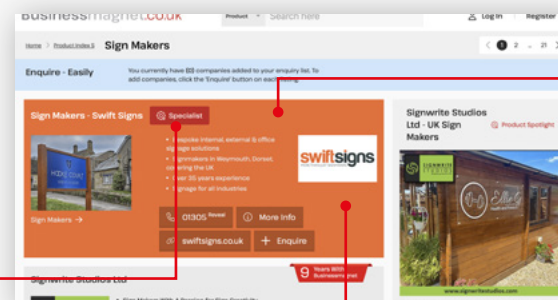 businessmagnet.co.uk
Product
Search here
Log In
Register
Home > Product Index S
Sign Makers
< 1 2 .. 21 >
Enquire - Easily
You currently have (0) companies added to your enquiry list. To
add companies, click the 'Enquire' button on each listing.
Sign Makers - Swift Signs
Specialist
• Bespoke internal external & office
signage solutions
• Signmakers in Weymouth, Dorset,
covering the UK
• Over 35 years experience
• Signage for all industries
swiftsigns
Sign Makers →
01305 Reveal
More Info
swiftsigns.co.uk
+ Enquire
Signwrite Studios
Ltd - UK Sign
Makers
Product Spotlight
SIGNWRITE
STUDIOS
Ellie's
www.signwritestudios.com
Signwrite Studios Ltd
9 Years With
Businessmagnet